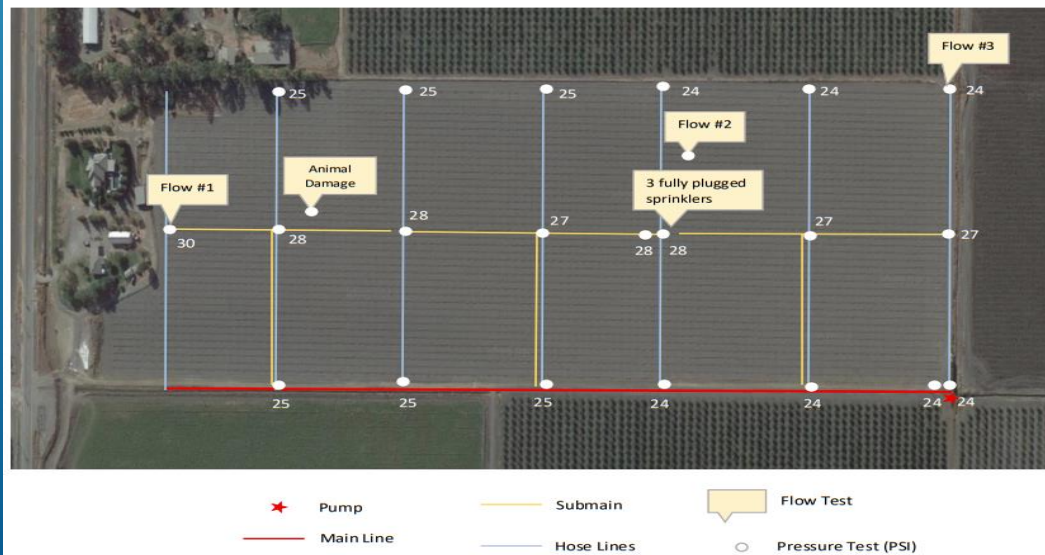 Flow #3
25
25
25
24
24
24
Flow #2
Animal
Damage
3 fully plugged
sprinklers
Flow #1
30
28
28
27
28
28
27
27
25
25
25
24
24
24
24
Pump
Submain
Flow Test
Main Line
Hose Lines
Pressure Test (PSI)